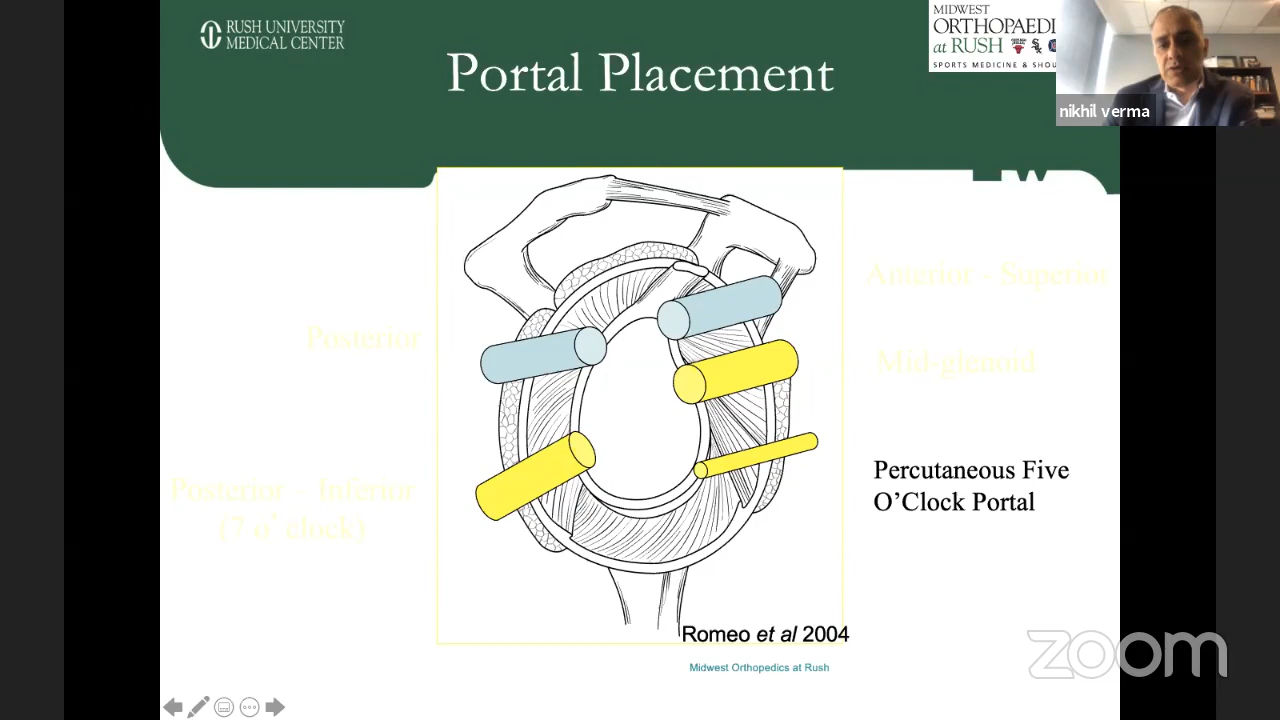 RUSH UNIVERSITY
MEDICAL CENTER
Portal Placement
MIDWEST
ORTHOPAEDI
at RUSH
SPORTS MEDICINE & SHOU
nikhil verma
Anterior - Superior
Posterior
Mid-glenoid
Percutaneous Five
O’Clock Portal
Posterior - Inferior
(7 o’ clock)
Romeo et al 2004
Midwest Orthopedics at Rush
zoom